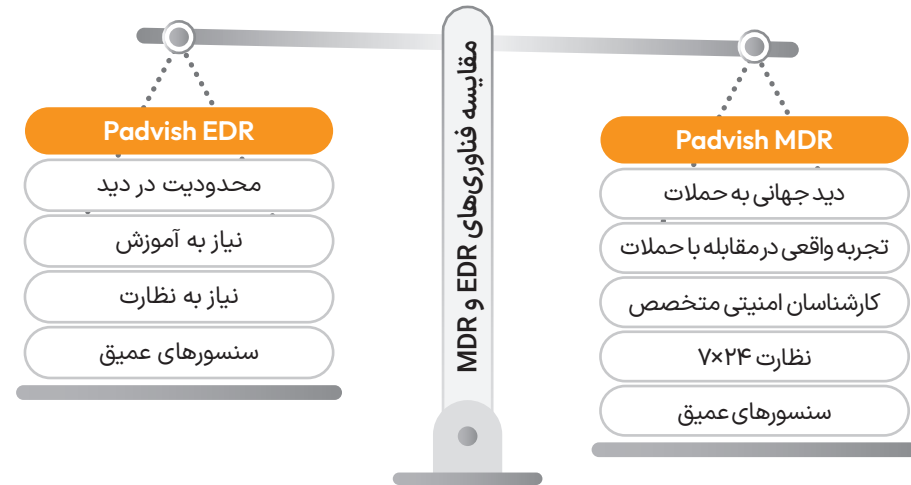 مقایسه فناوری‌های EDR و MDR
Padvish MDR
دید جهانی به حملات
تجربه واقعی در مقابله با حملات
کارشناسان امنیتی متخصص
نظارت ۲۴×۷
سنسورهای عمیق
Padvish EDR
محدودیت در دید
نیاز به آموزش
نیاز به نظارت
سنسورهای عمیق